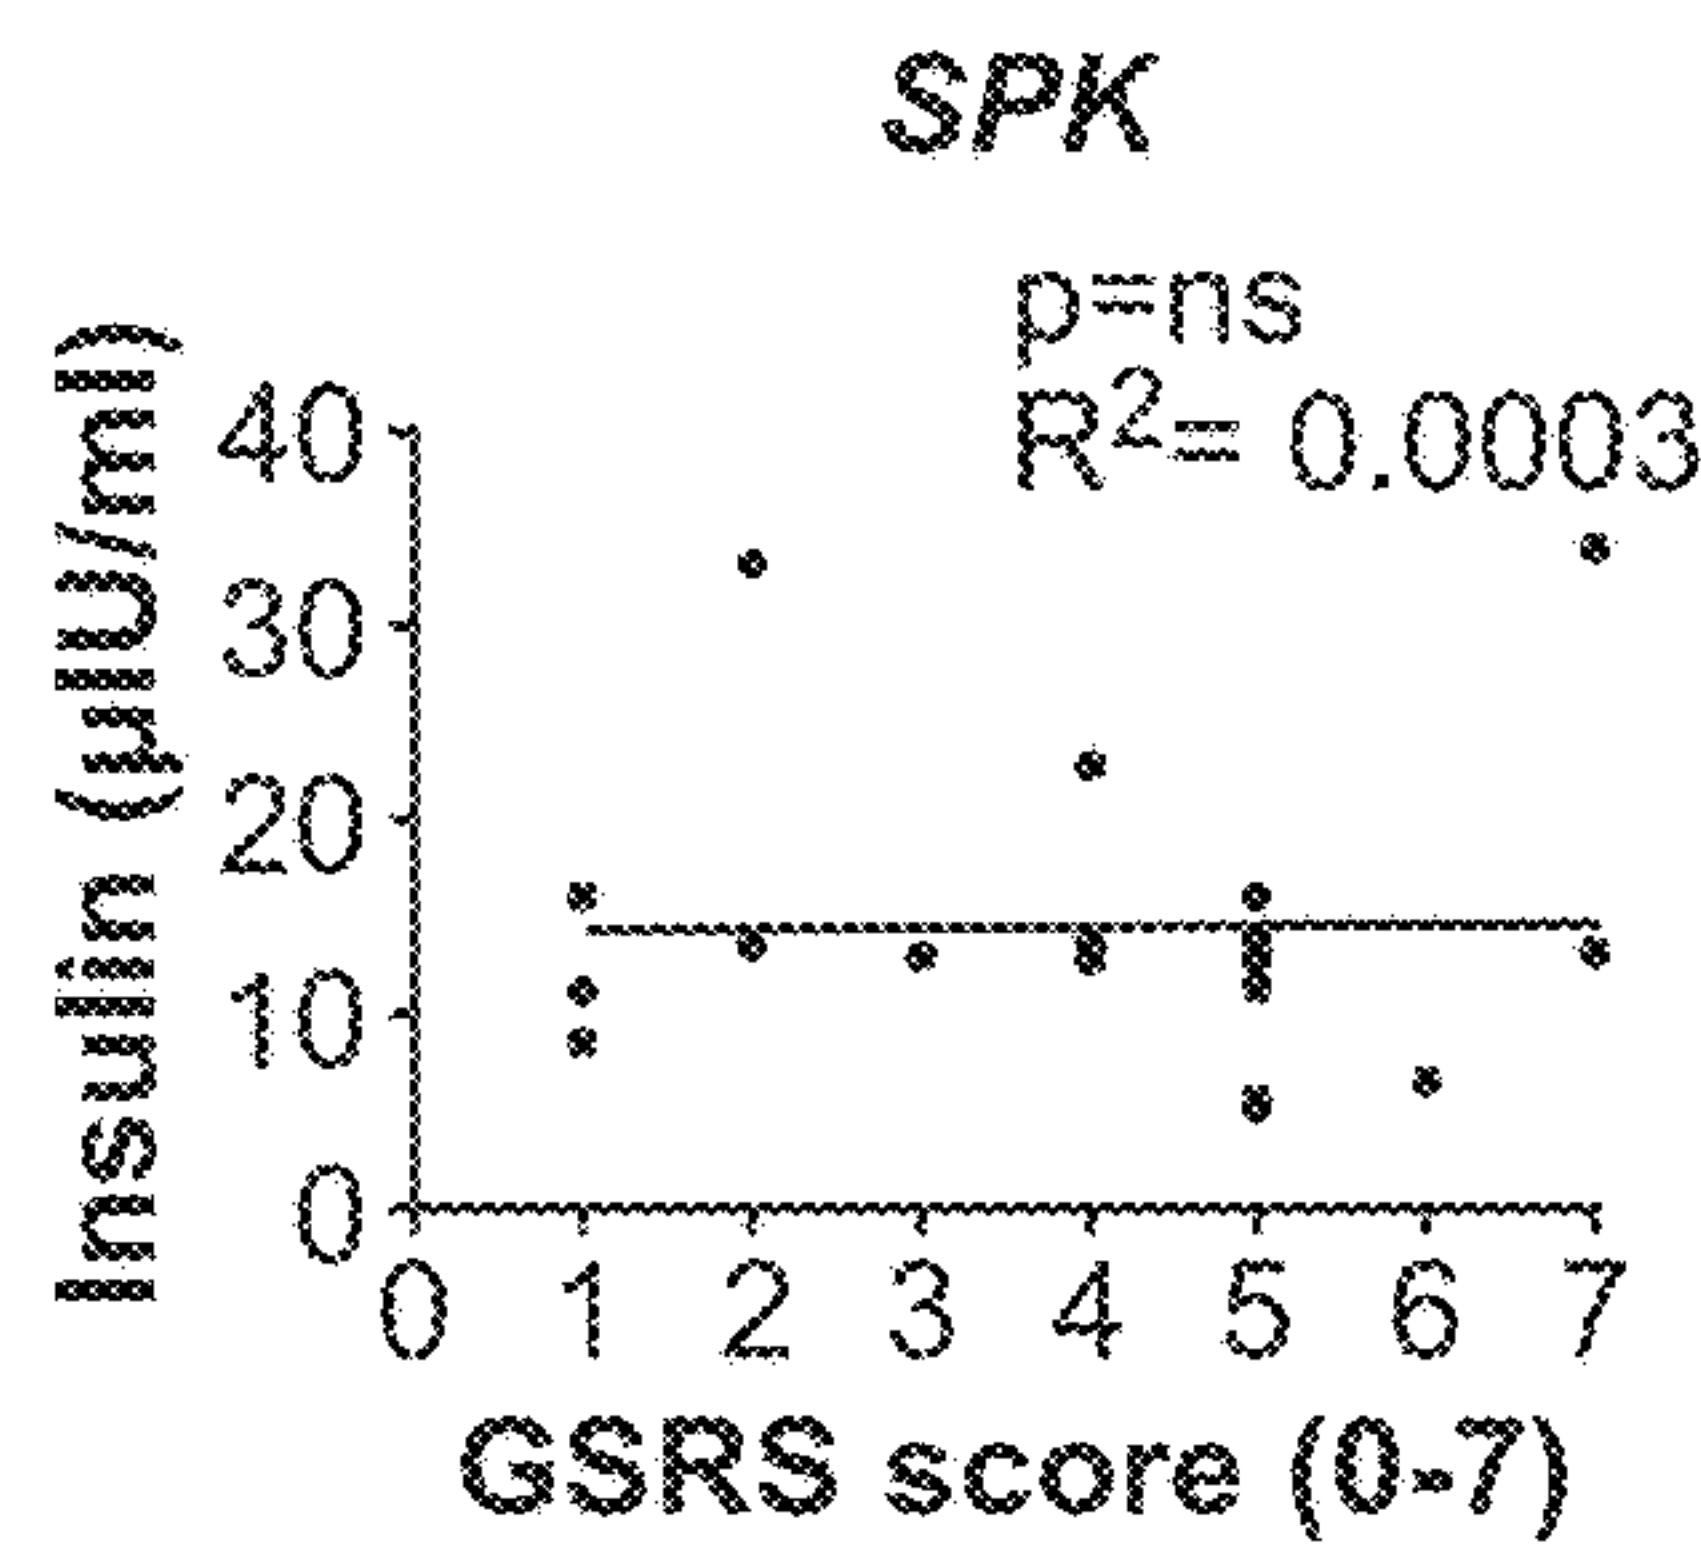 SPK
p=ns
R²= 0.0003
Insulin (µIU/ml)
40
30
20
10
0
0 1 2 3 4 5 6 7
GSRS score (0-7)